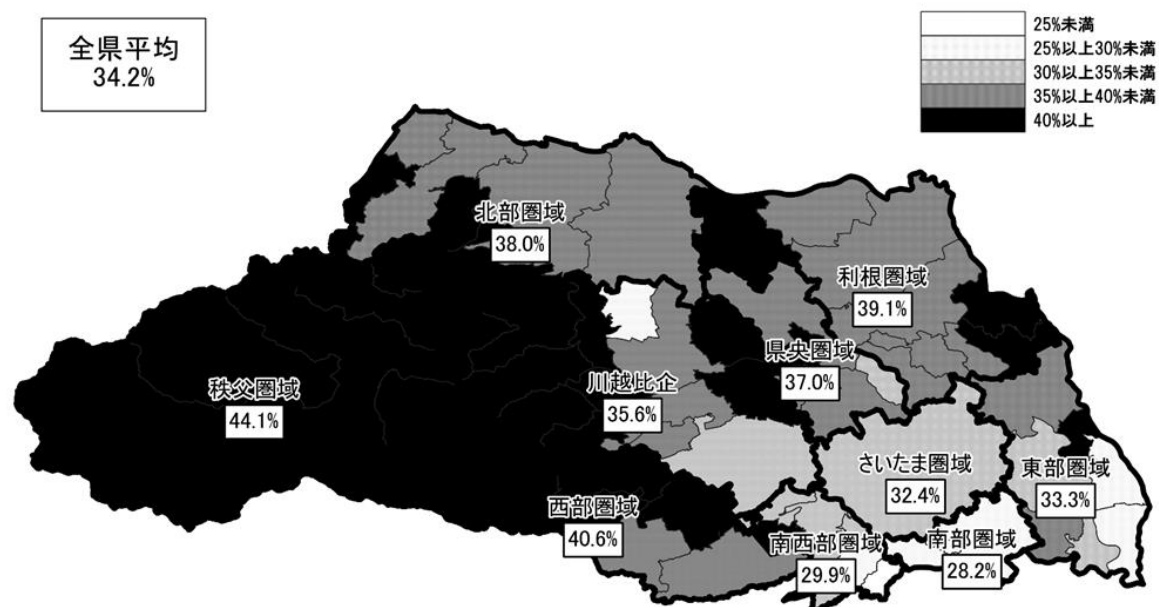 全県平均
34.2%
25%未満
25%以上30%未満
30%以上35%未満
35%以上40%未満
40%以上
北部圏域
38.0%
利根圏域
39.1%
県央圏域
37.0%
川越比企
35.6%
秩父圏域
44.1%
さいたま圏域
32.4%
東部圏域
33.3%
西部圏域
40.6%
南西部圏域
29.9%
南部圏域
28.2%